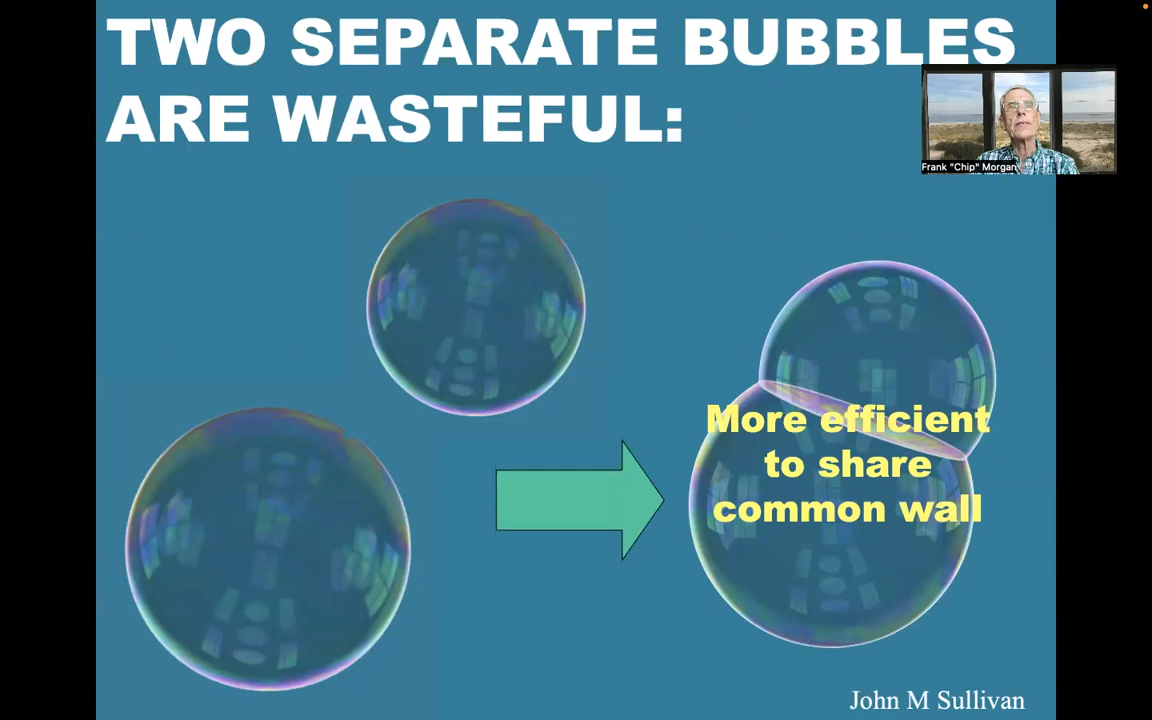 TWO SEPARATE BUBBLES
ARE WASTEFUL:
Frank "Chip" Morgan
More efficient
to share
common wall
John M Sullivan